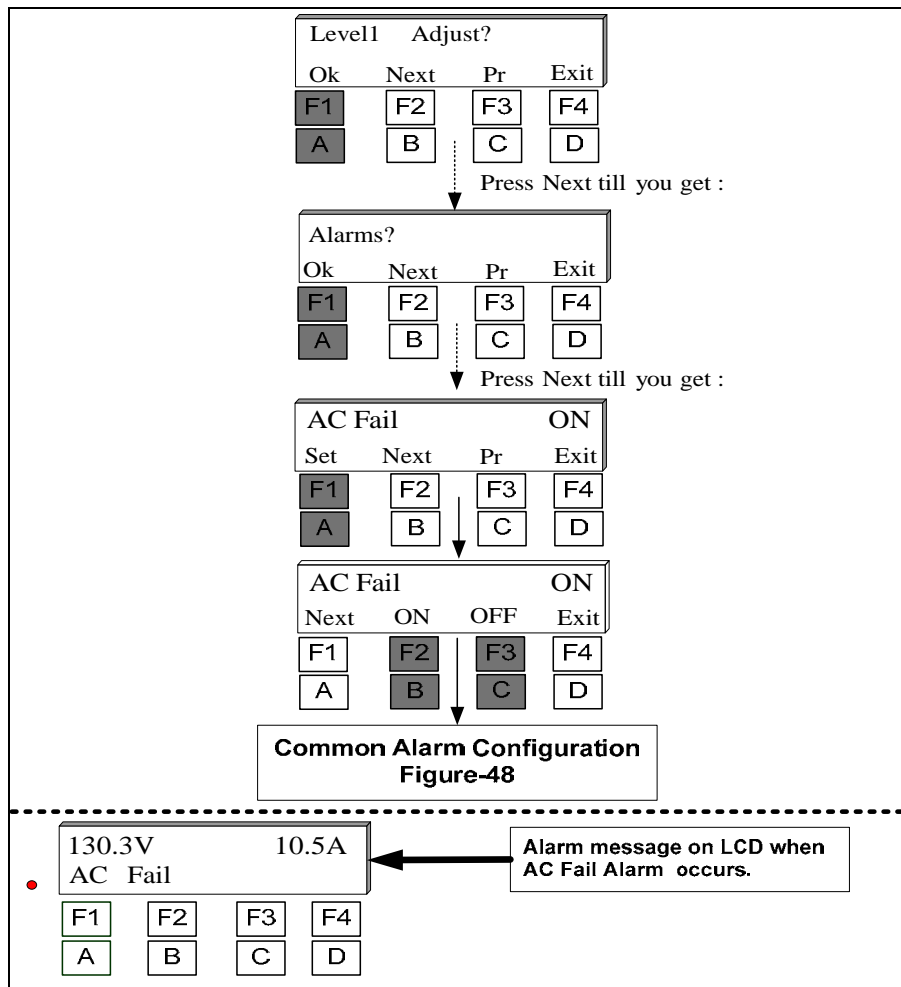 Level1 Adjust?
Ok Next Pr Exit
F1 F2 F3 F4
A B C D
Press Next till you get :
Alarms?
Ok Next Pr Exit
F1 F2 F3 F4
A B C D
Press Next till you get :
AC Fail ON
Set Next Pr Exit
F1 F2 F3 F4
A B C D
AC Fail ON
Next ON OFF Exit
F1 F2 F3 F4
A B C D
Common Alarm Configuration
Figure-48
130.3V 10.5A
AC Fail
Alarm message on LCD when
AC Fail Alarm occurs.
F1 F2 F3 F4
A B C D